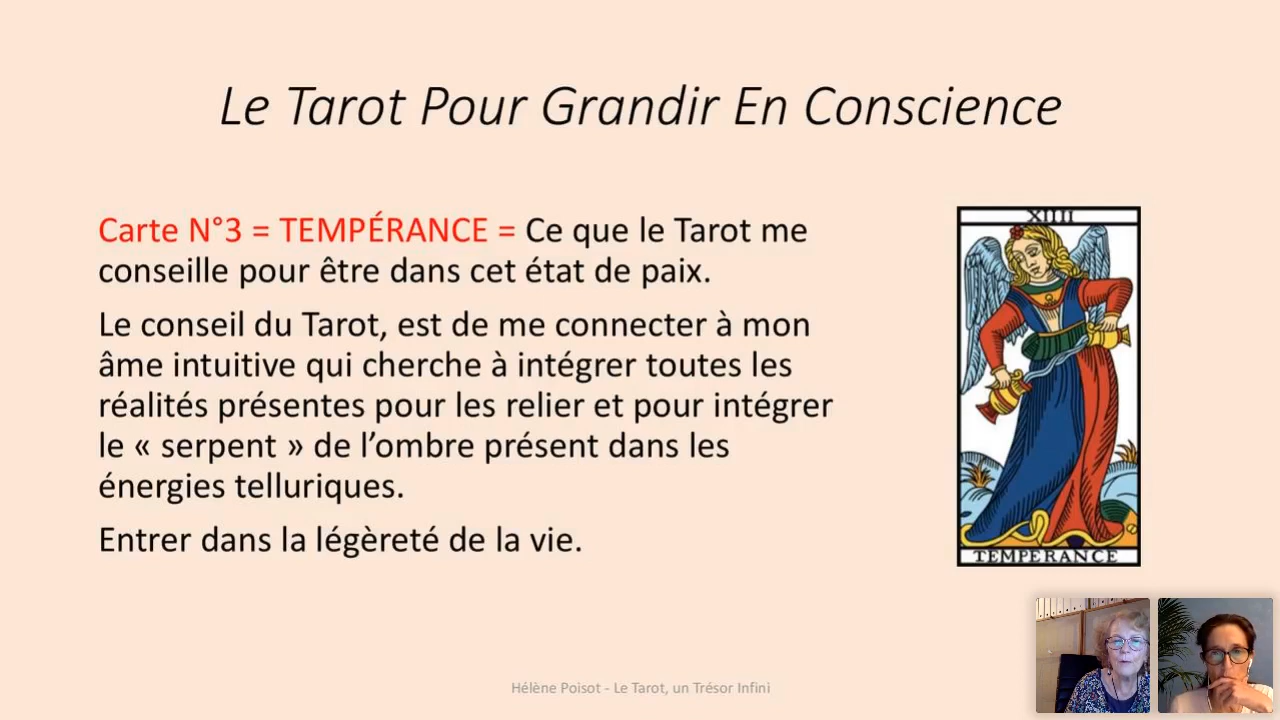 Le Tarot Pour Grandir En Conscience
Carte N°3 = TEMPÉRANCE = Ce que le Tarot me
conseille pour être dans cet état de paix.
Le conseil du Tarot, est de me connecter à mon
âme intuitive qui cherche à intégrer toutes les
réalités présentes pour les relier et pour intégrer
le « serpent » de l’ombre présent dans les
énergies telluriques.
Entrer dans la légèreté de la vie.
XIIII
TEMPERANCE
Hélène Poisot - Le Tarot, un Trésor Infini